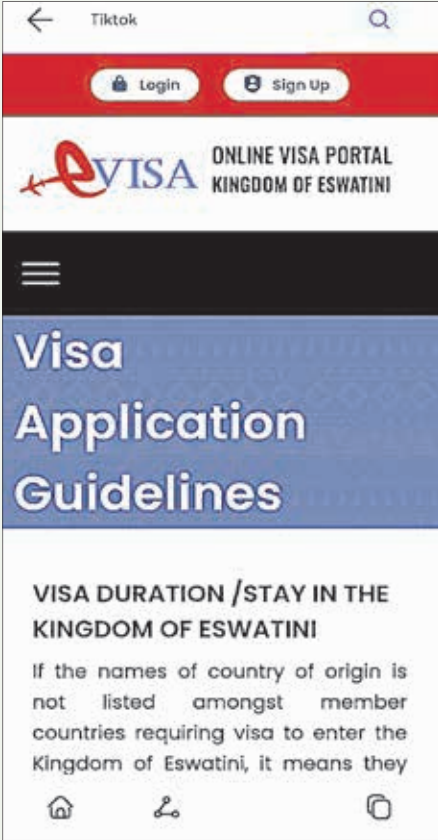 Tiktok
Login
Sign Up
eVISA
ONLINE VISA PORTAL
KINGDOM OF ESWATINI
Visa
Application
Guidelines
VISA DURATION /STAY IN THE
KINGDOM OF ESWATINI
If the names of country of origin is
not listed amongst member
countries requiring visa to enter the
Kingdom of Eswatini, it means they